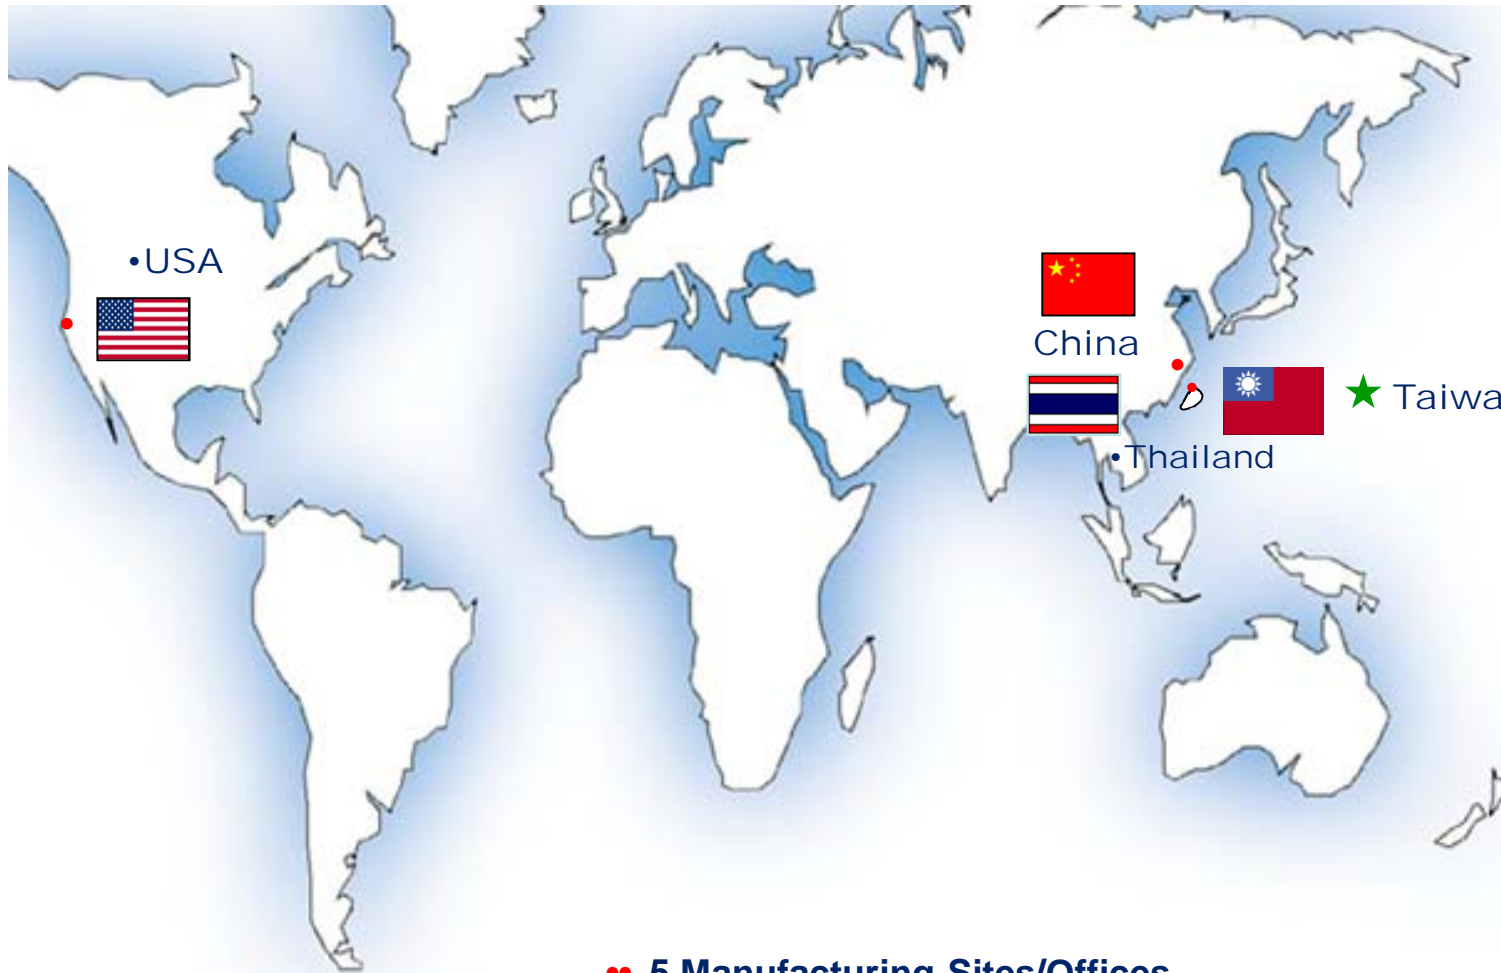 •USA
China
Taiwa
•Thailand
5 Manufacturing Sites/Offices